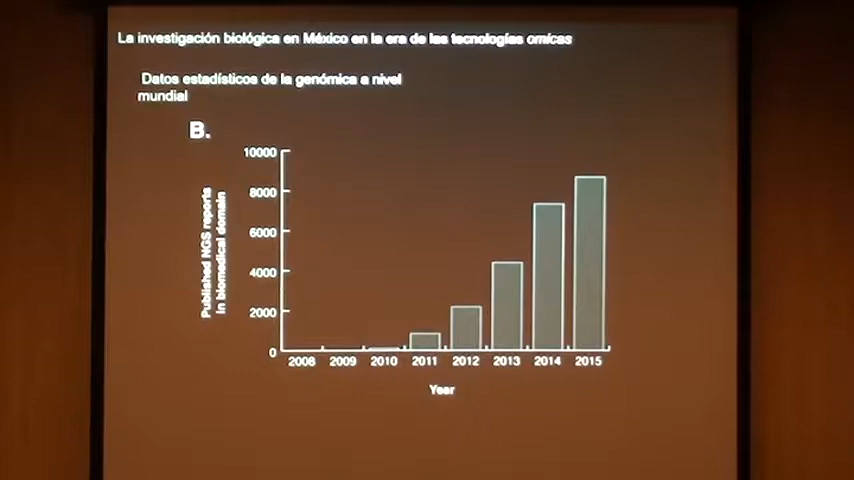 La investigación biológica en México en la era de las tecnologías omicas
Datos estadísticos de la genómica a nivel
mundial
B.
10000
8000
6000
4000
2000
0
Published NGS reports
in biomedical domain
2008 2009 2010 2011 2012 2013 2014 2015
Year